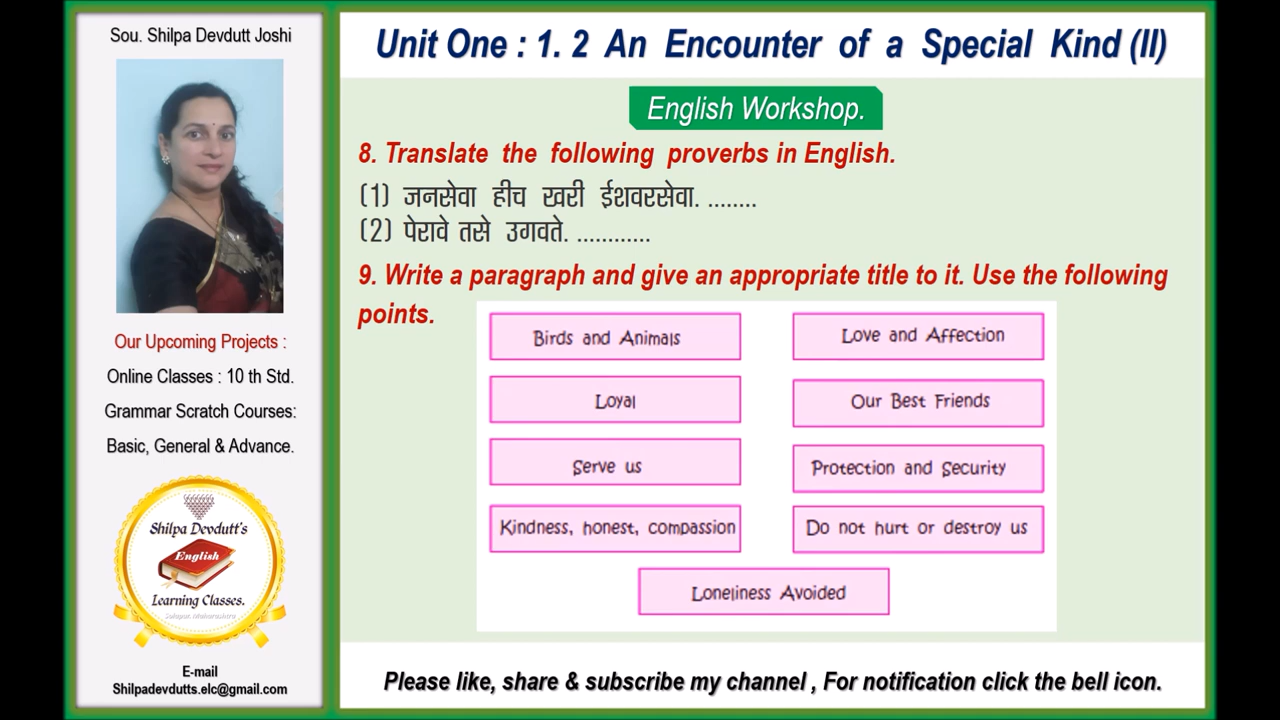 Sou. Shilpa Devdutt Joshi
Our Upcoming Projects :
Online Classes : 10 th Std.
Grammar Scratch Courses:
Basic, General & Advance.
Shilpa Devdutt's
English
Learning Classes.
Solapur, Maharashtra
E-mail
Shilpadevdutts.elc@gmail.com
Unit One : 1. 2 An Encounter of a Special Kind (II)
English Workshop.
8. Translate the following proverbs in English.
(1) जनसेवा हीच खरी ईशवरसेवा. ........
(2) पेरावे तसे उगवते. ............
9. Write a paragraph and give an appropriate title to it. Use the following
points.
Birds and Animals
Love and Affection
Loyal
Our Best Friends
Serve us
Protection and Security
Kindness, honest, compassion
Do not hurt or destroy us
Loneliness Avoided
Please like, share & subscribe my channel , For notification click the bell icon.